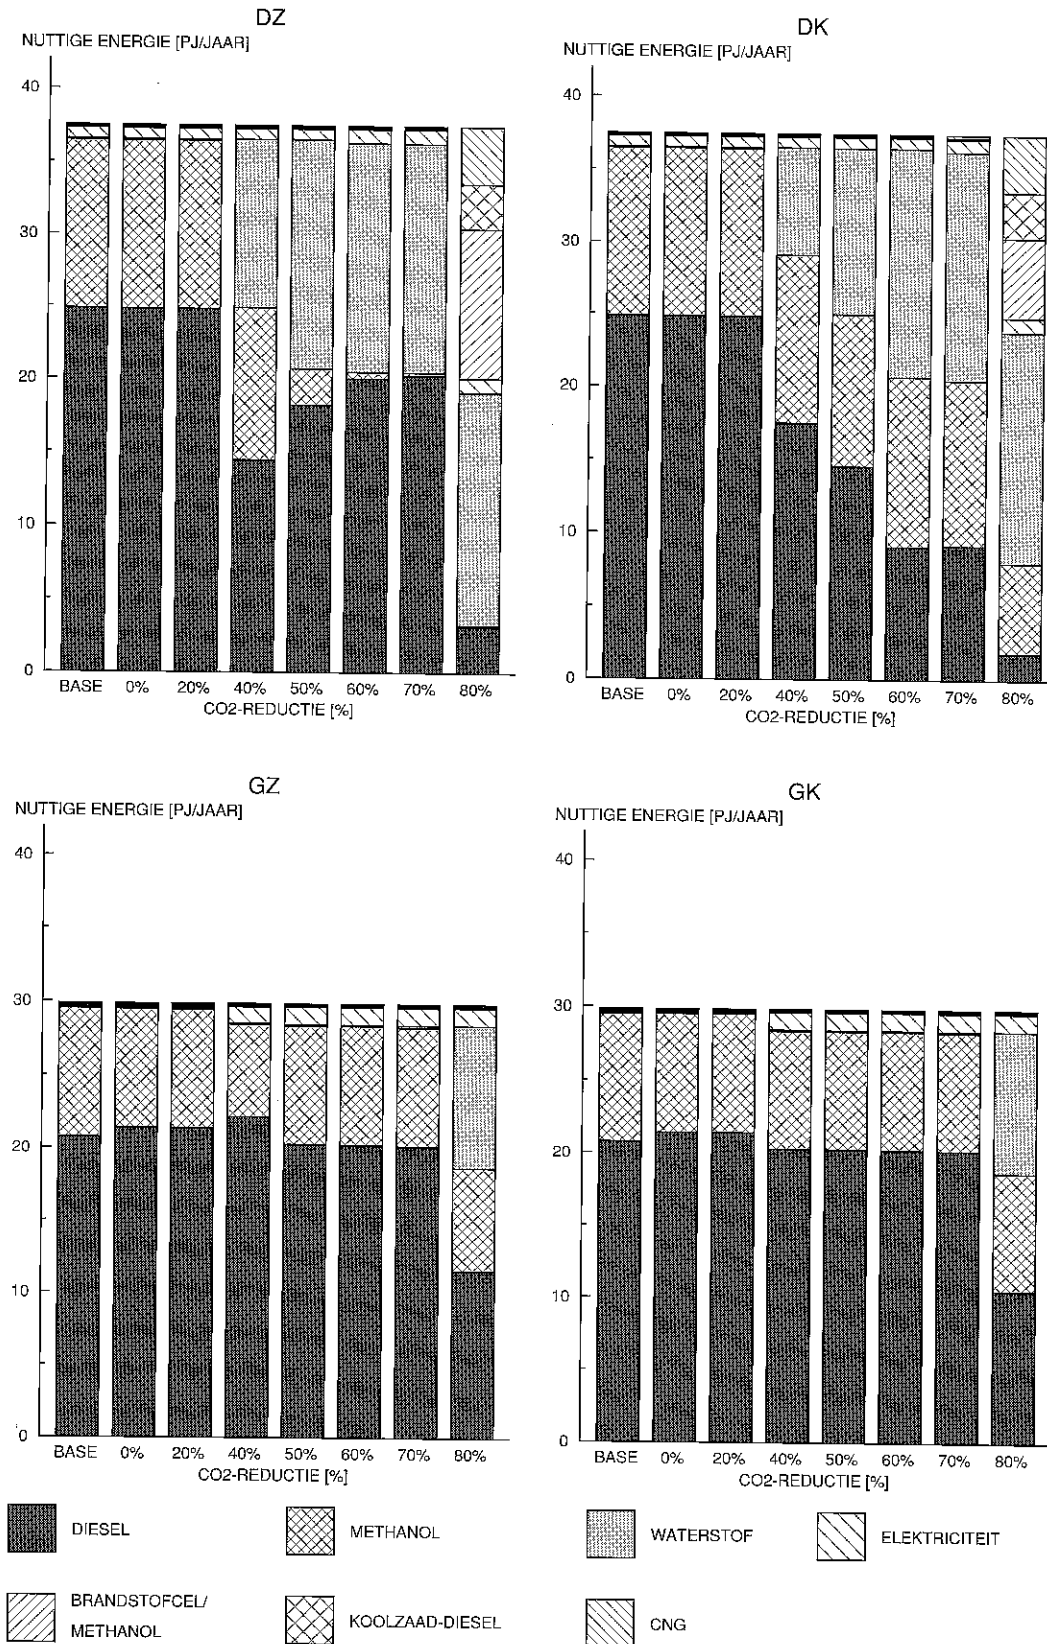 DZ
NUTTIGE ENERGIE [PJ/JAAR]
40
30
20
10
0
BASE 0% 20% 40% 50% 60% 70% 80%
CO2-REDUCTIE [%]
DK
NUTTIGE ENERGIE [PJ/JAAR]
40
30
20
10
0
BASE 0% 20% 40% 50% 60% 70% 80%
CO2-REDUCTIE [%]
GZ
NUTTIGE ENERGIE [PJ/JAAR]
40
30
20
10
0
BASE 0% 20% 40% 50% 60% 70% 80%
CO2-REDUCTIE [%]
GK
NUTTIGE ENERGIE [PJ/JAAR]
40
30
20
10
0
BASE 0% 20% 40% 50% 60% 70% 80%
CO2-REDUCTIE [%]
DIESEL
METHANOL
WATERSTOF
ELEKTRICITEIT
BRANDSTOFCEL/
METHANOL
KOOLZAAD-DIESEL
CNG